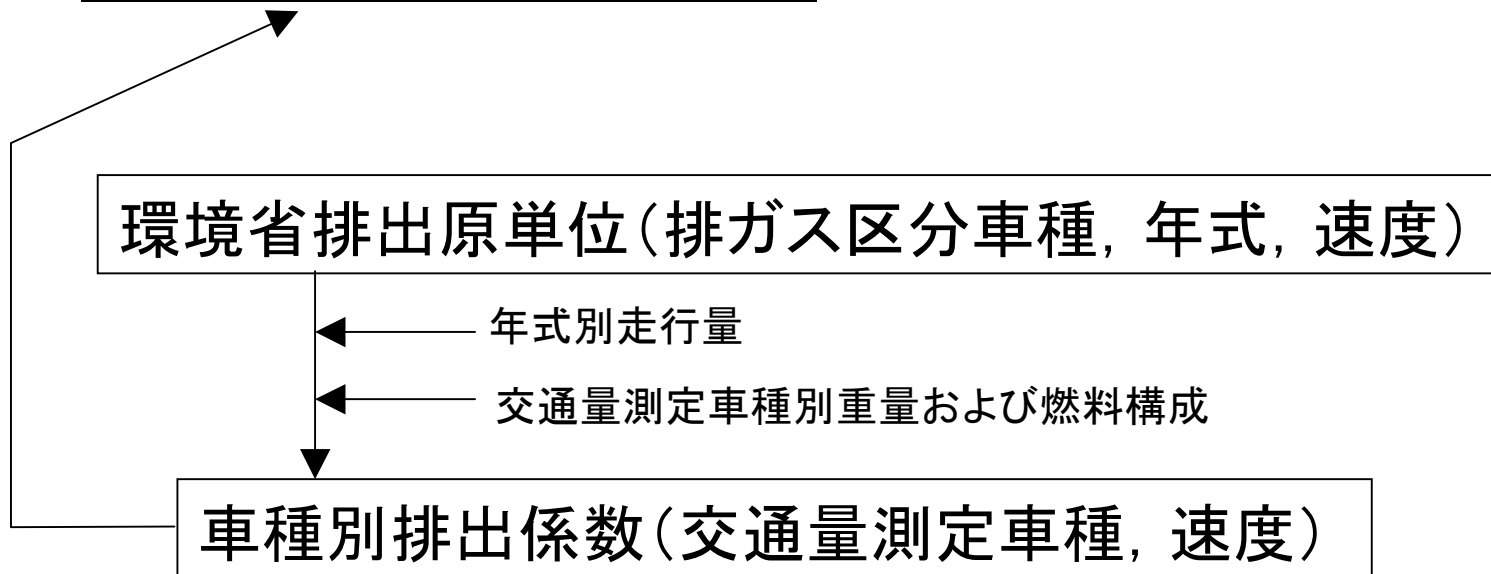 環境省排出原単位(排ガス区分車種, 年式, 速度)
年式別走行量
交通量測定車種別重量および燃料構成
車種別排出係数(交通量測定車種, 速度)